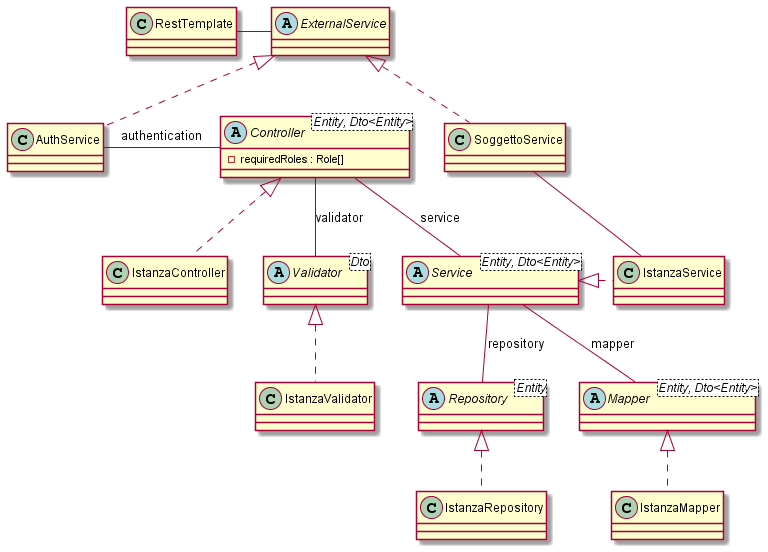 C RestTemplate
A ExternalService
C AuthService
authentication
A Controller
Entity, Dto<Entity>
requiredRoles : Role[]
C SoggettoService
validator
service
C IstanzaController
A Validator
Dto
A Service
Entity, Dto<Entity>
C IstanzaService
repository
mapper
C IstanzaValidator
A Repository
Entity
A Mapper
Entity, Dto<Entity>
C IstanzaRepository
C IstanzaMapper